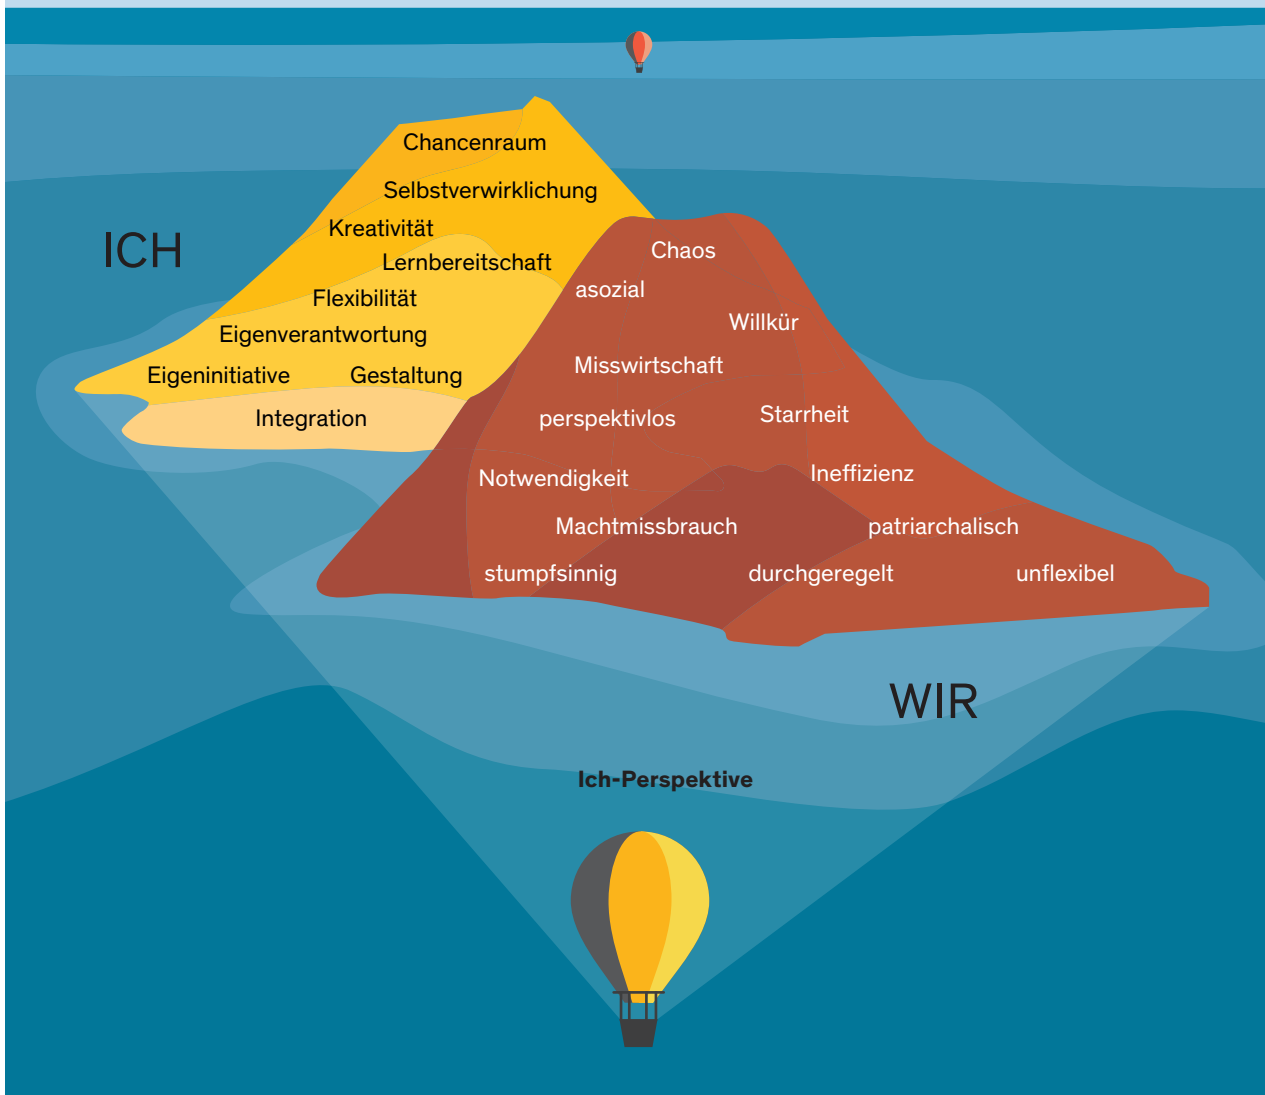 ICH
Chancenraum
Selbstverwirklichung
Kreativität
Lernbereitschaft
Flexibilität
Eigenverantwortung
Eigeninitiative
Gestaltung
Integration
Chaos
asozial
Willkür
Misswirtschaft
perspektivlos
Starrheit
Notwendigkeit
Ineffizienz
Machtmissbrauch
patriarchalisch
stumpfsinnig
durchgeregelt
unflexibel
WIR
Ich-Perspektive